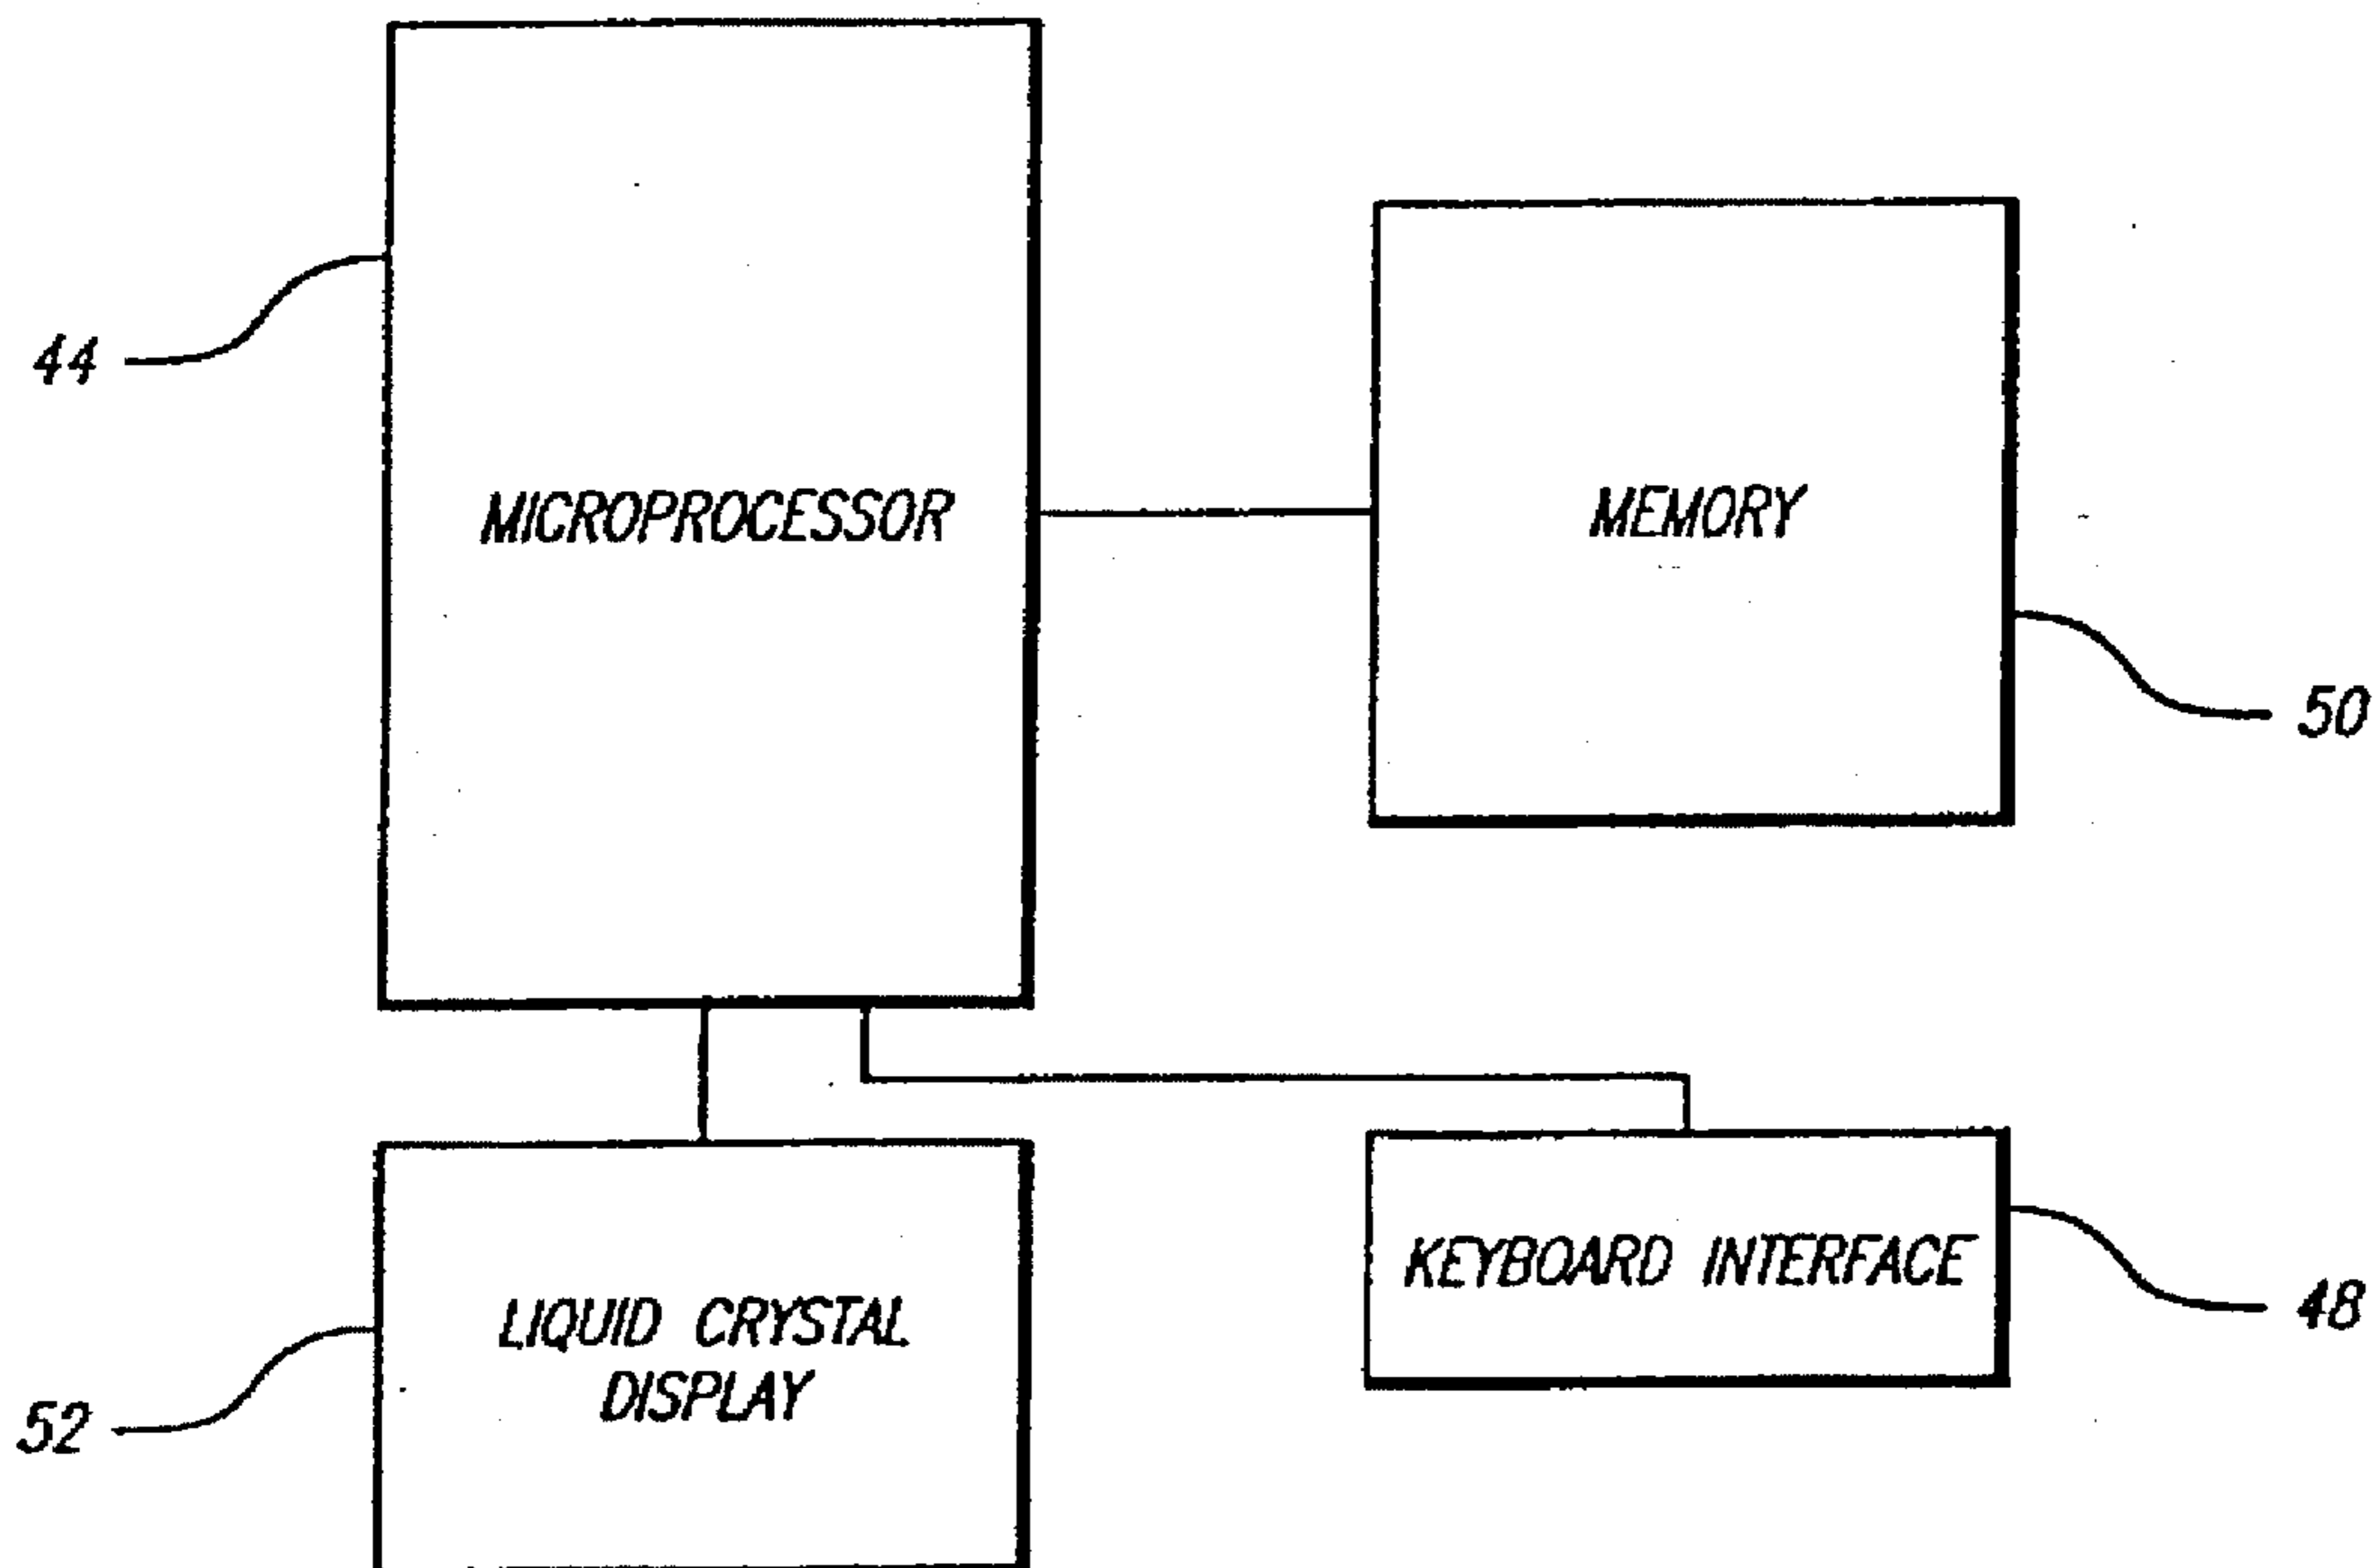 44
MICROPROCESSOR
MEMORY
50
LIQUID CRYSTAL
DISPLAY
52
KEYBOARD INTERFACE
48